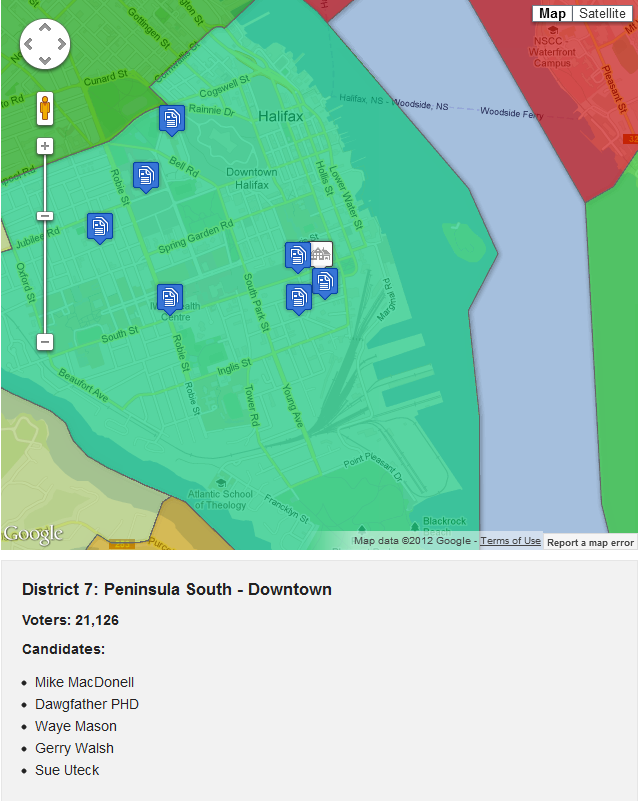 Map
Satellite
Gottingen St
Cornwallis St
Cunard St
Cogswell St
Rainnie Dr
Halifax
Halifax, NS - Woodside, NS
Woodside Ferry
NSCC -
Waterfront
Campus
Pleasant St
Bell Rd
Downtown
Halifax
Hollis St
Lower Water St
Robie St
Jubilee Rd
Spring Garden Rd
Oxford St
South Park St
Marginal Rd
Centre
South St
Robie St
Inglis St
Beaufort Ave
Robie St
Tower Rd
Young Ave
Point Pleasant Dr
Atlantic School
of Theology
Francklyn St
Blackrock
Google
Map data ©2012 Google - Terms of Use
Report a map error
District 7: Peninsula South - Downtown
Voters: 21,126
Candidates:
Mike MacDonell
Dawgfather PHD
Waye Mason
Gerry Walsh
Sue Uteck